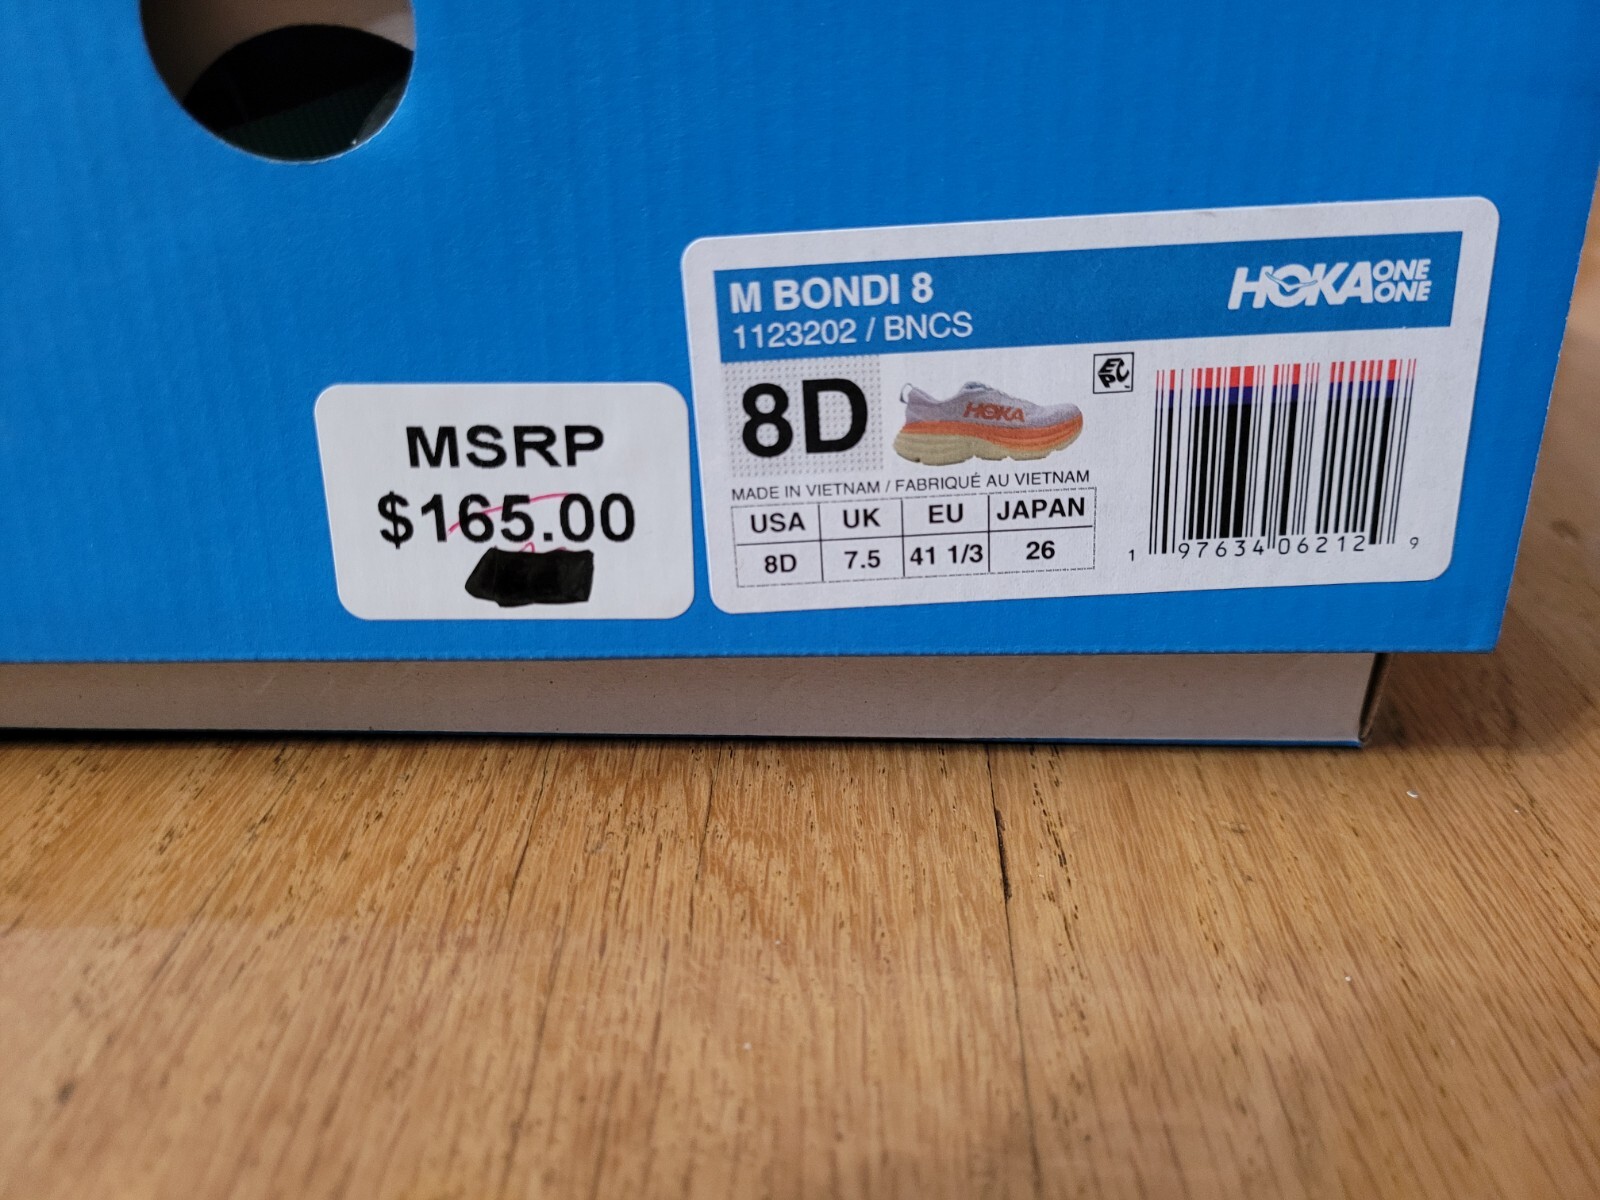 M BONDI 8
1123202 / BNCS
HOKA ONE ONE
8D
HOKA
EPC
MADE IN VIETNAM / FABRIQUÉ AU VIETNAM
USA UK EU JAPAN
8D 7.5 41 1/3 26
1 97634 06212 9
MSRP
$165.00